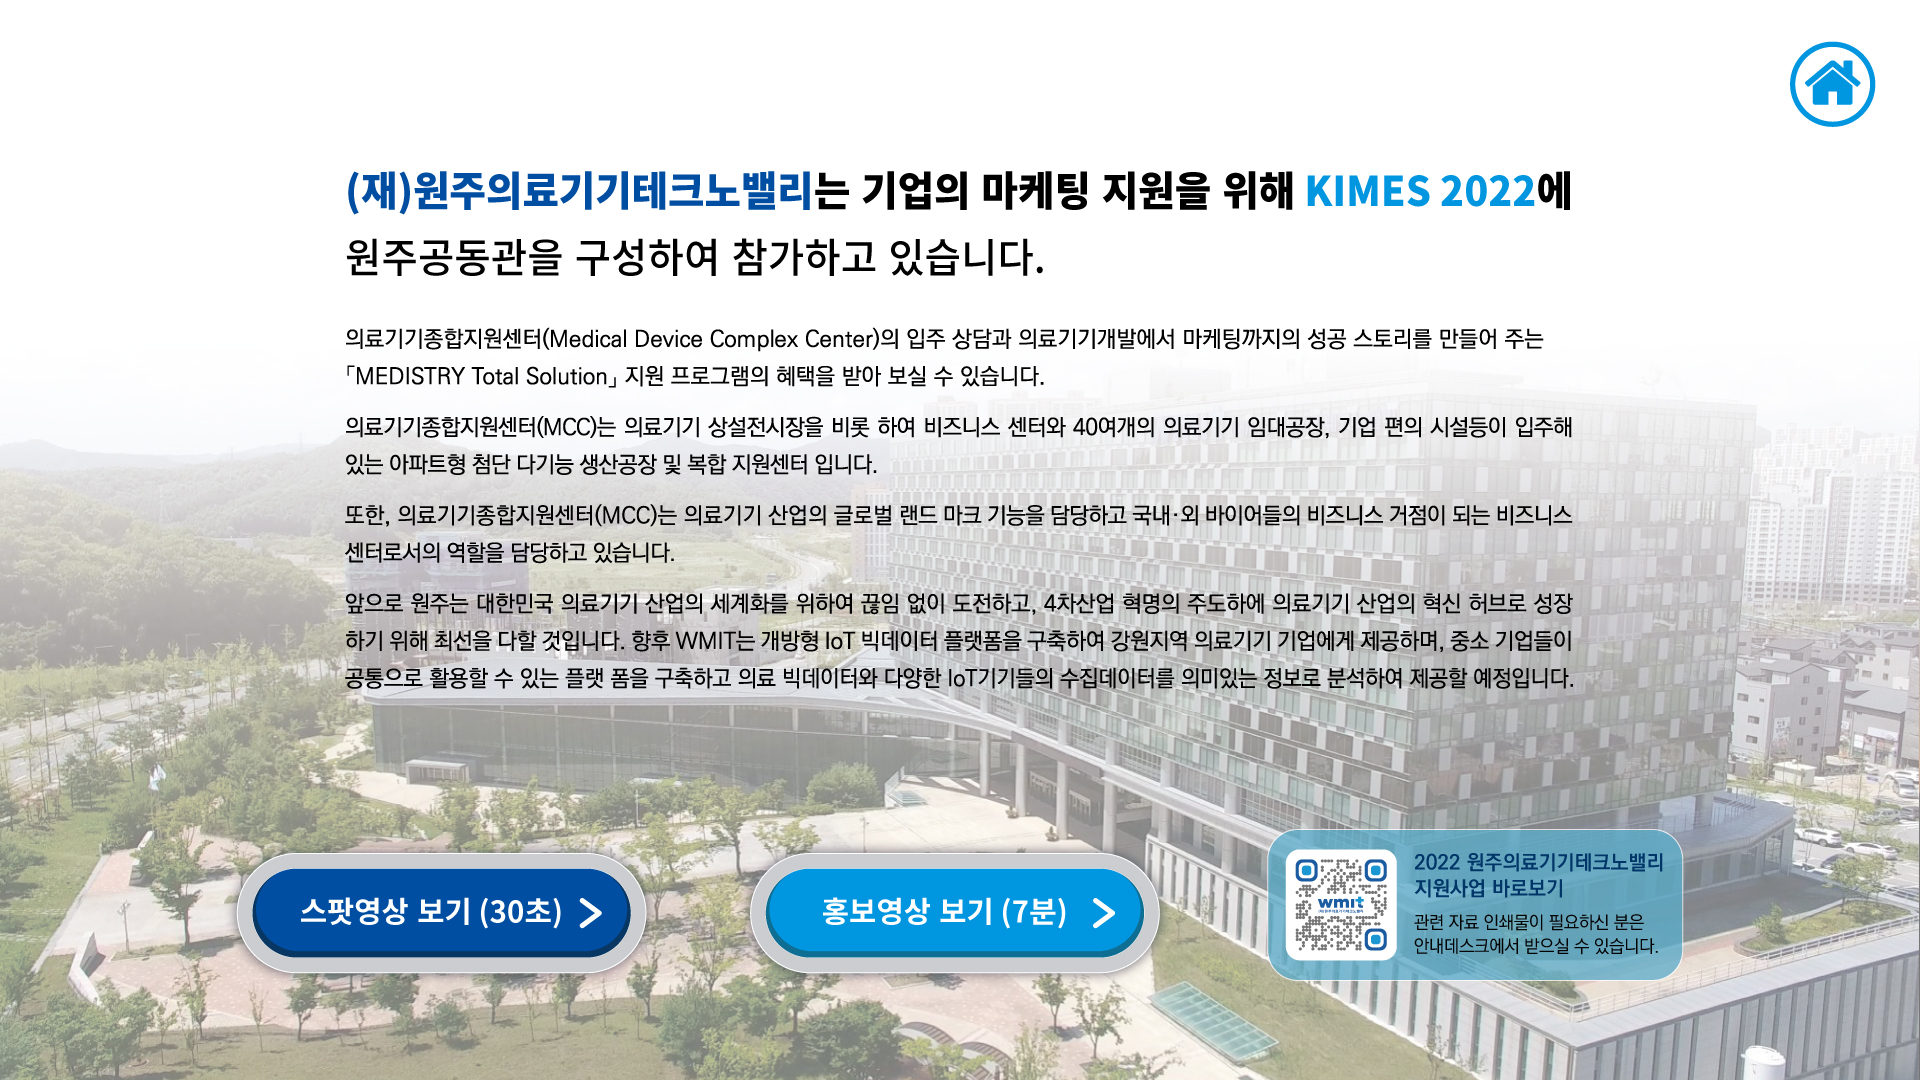 (재)원주의료기기테크노밸리는 기업의 마케팅 지원을 위해 KIMES 2022에
원주공동관을 구성하여 참가하고 있습니다.
의료기기종합지원센터(Medical Device Complex Center)의 입주 상담과 의료기기개발에서 마케팅까지의 성공 스토리를 만들어 주는
「MEDISTRY Total Solution」 지원 프로그램의 혜택을 받아 보실 수 있습니다.
의료기기종합지원센터(MCC)는 의료기기 상설전시장을 비롯 하여 비즈니스 센터와 40여개의 의료기기 임대공장, 기업 편의 시설등이 입주해
있는 아파트형 첨단 다기능 생산공장 및 복합 지원센터 입니다.
또한, 의료기기종합지원센터(MCC)는 의료기기 산업의 글로벌 랜드 마크 기능을 담당하고 국내·외 바이어들의 비즈니스 거점이 되는 비즈니스
센터로서의 역할을 담당하고 있습니다.
앞으로 원주는 대한민국 의료기기 산업의 세계화를 위하여 끊임 없이 도전하고, 4차산업 혁명의 주도하에 의료기기 산업의 혁신 허브로 성장
하기 위해 최선을 다할 것입니다. 향후 WMIT는 개방형 IoT 빅데이터 플랫폼을 구축하여 강원지역 의료기기 기업에게 제공하며, 중소 기업들이
공통으로 활용할 수 있는 플랫 폼을 구축하고 의료 빅데이터와 다양한 IoT기기들의 수집데이터를 의미있는 정보로 분석하여 제공할 예정입니다.
스팟영상 보기 (30초)
홍보영상 보기 (7분)
wmit
(재)원주의료기기테크노밸리
2022 원주의료기기테크노밸리
지원사업 바로보기
관련 자료 인쇄물이 필요하신 분은
안내데스크에서 받으실 수 있습니다.